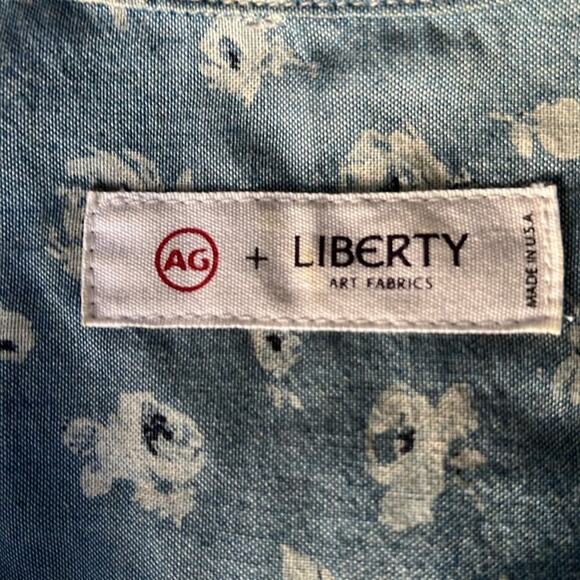 AG + LIBERTY
ART FABRICS
MADE IN U.S.A